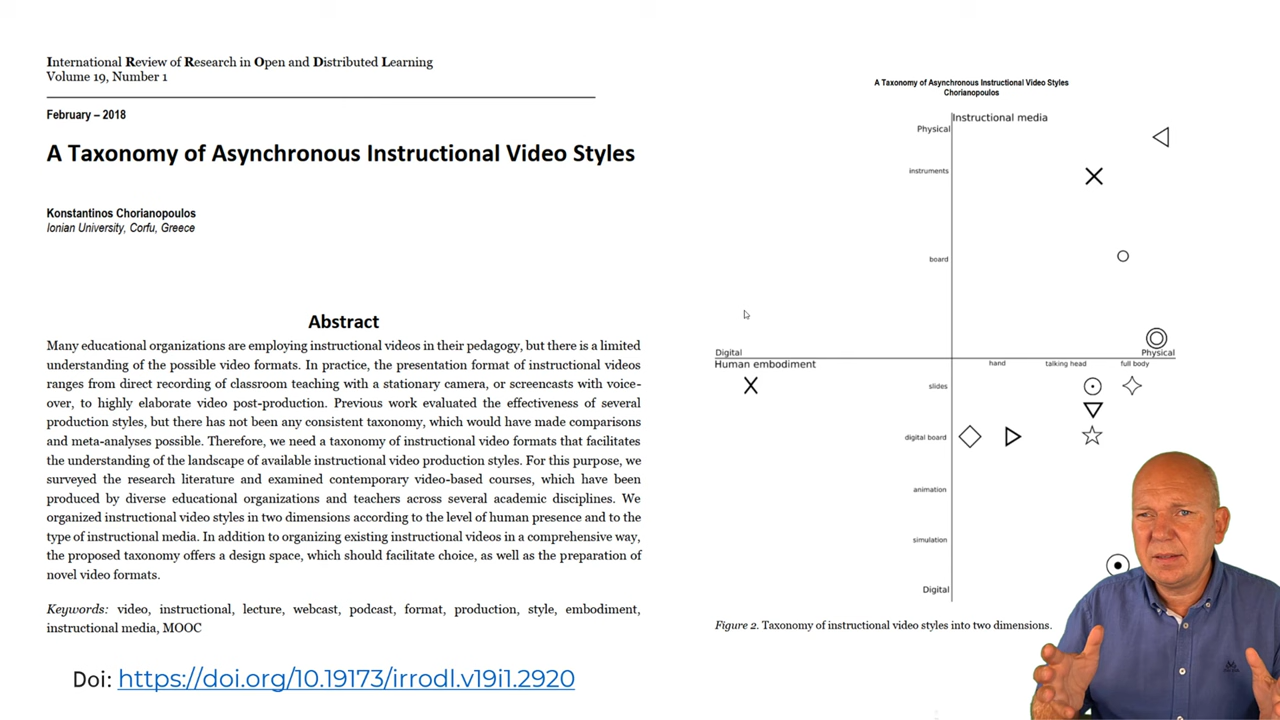 International Review of Research in Open and Distributed Learning
Volume 19, Number 1
February – 2018
A Taxonomy of Asynchronous Instructional Video Styles
Konstantinos Chorianopoulos
Ionian University, Corfu, Greece
Abstract
Many educational organizations are employing instructional videos in their pedagogy, but there is a limited
understanding of the possible video formats. In practice, the presentation format of instructional videos
ranges from direct recording of classroom teaching with a stationary camera, or screencasts with voice-
over, to highly elaborate video post-production. Previous work evaluated the effectiveness of several
production styles, but there has not been any consistent taxonomy, which would have made comparisons
and meta-analyses possible. Therefore, we need a taxonomy of instructional video formats that facilitates
the understanding of the landscape of available instructional video production styles. For this purpose, we
surveyed the research literature and examined contemporary video-based courses, which have been
produced by diverse educational organizations and teachers across several academic disciplines. We
organized instructional video styles in two dimensions according to the level of human presence and to the
type of instructional media. In addition to organizing existing instructional videos in a comprehensive way,
the proposed taxonomy offers a design space, which should facilitate choice, as well as the preparation of
novel video formats.
Keywords: video, instructional, lecture, webcast, podcast, format, production, style, embodiment,
instructional media, MOOC
Doi: https://doi.org/10.19173/irrodl.v19i1.2920
A Taxonomy of Asynchronous Instructional Video Styles
Chorianopoulos
Instructional media
Physical
instruments
board
Digital
Physical
Human embodiment
hand
talking head
full body
slides
digital board
animation
simulation
Digital
Figure 2. Taxonomy of instructional video styles into two dimensions.